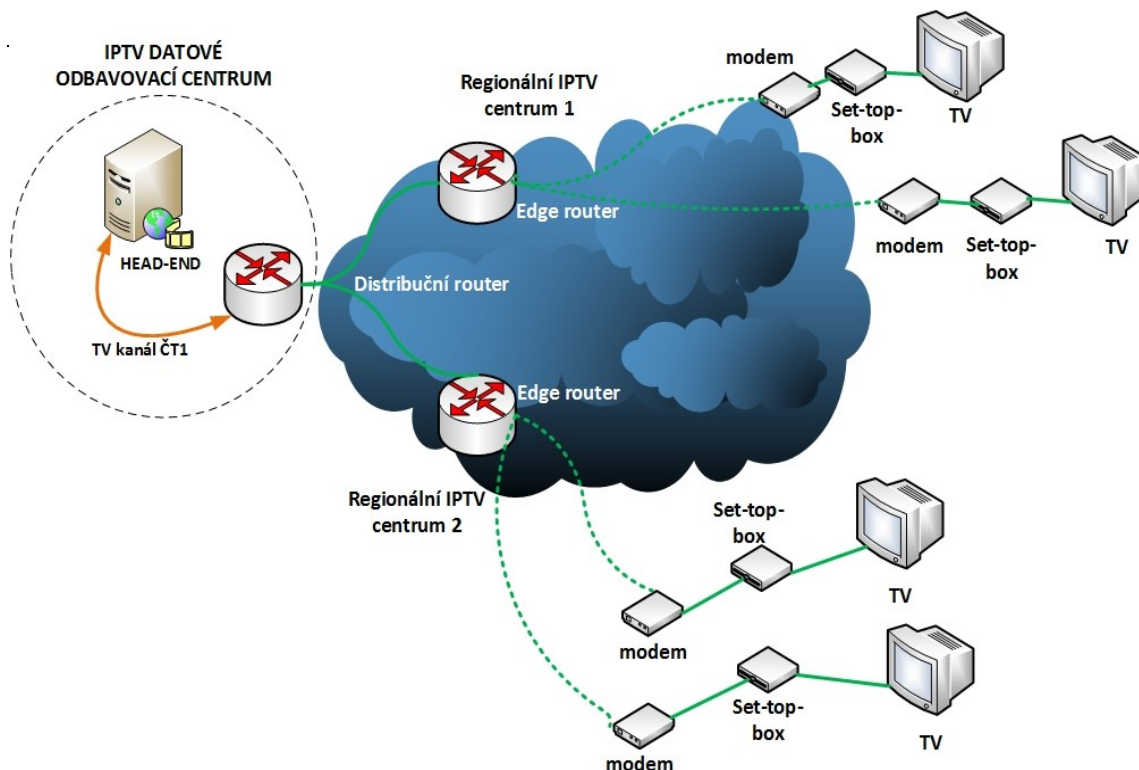 IPTV DATOVÉ
ODBAVOVACÍ CENTRUM
HEAD-END
TV kanál ČT1
Distribuční router
Regionální IPTV
centrum 1
Edge router
modem
Set-top-
box
TV
modem
Set-top-
box
TV
Edge router
Regionální IPTV
centrum 2
Set-top-
box
modem
TV
Set-top-
box
modem
TV